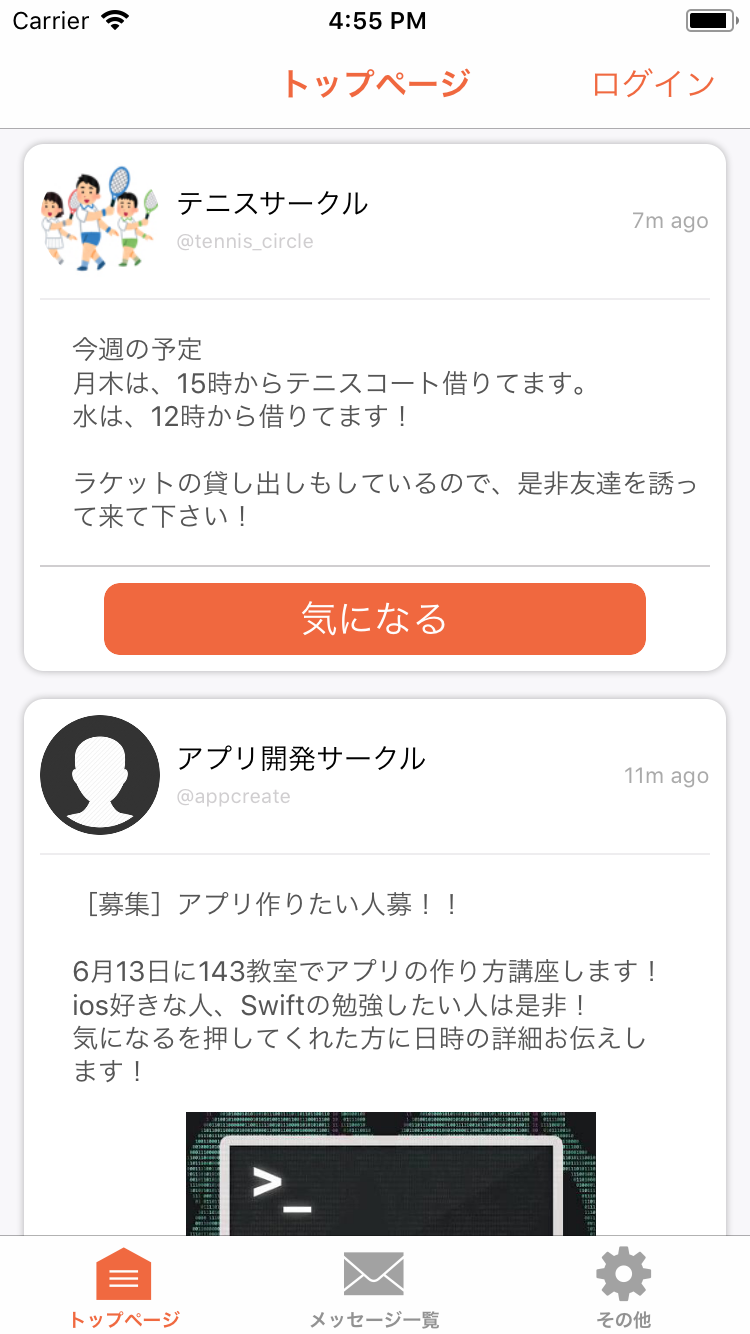 Carrier 4:55 PM
トップページ ログイン
テニスサークル
@tennis_circle
7m ago
今週の予定
月木は、15時からテニスコート借りてます。
水は、12時から借りてます！
ラケットの貸し出しもしているので、是非友達を誘っ
て来て下さい！
気になる
アプリ開発サークル
@appcreate
11m ago
［募集］アプリ作りたい人募！！
6月13日に143教室でアプリの作り方講座します！
ios好きな人、Swiftの勉強したい人は是非！
気になるを押してくれた方に日時の詳細お伝えし
ます！
>_
トップページ メッセージ一覧 その他